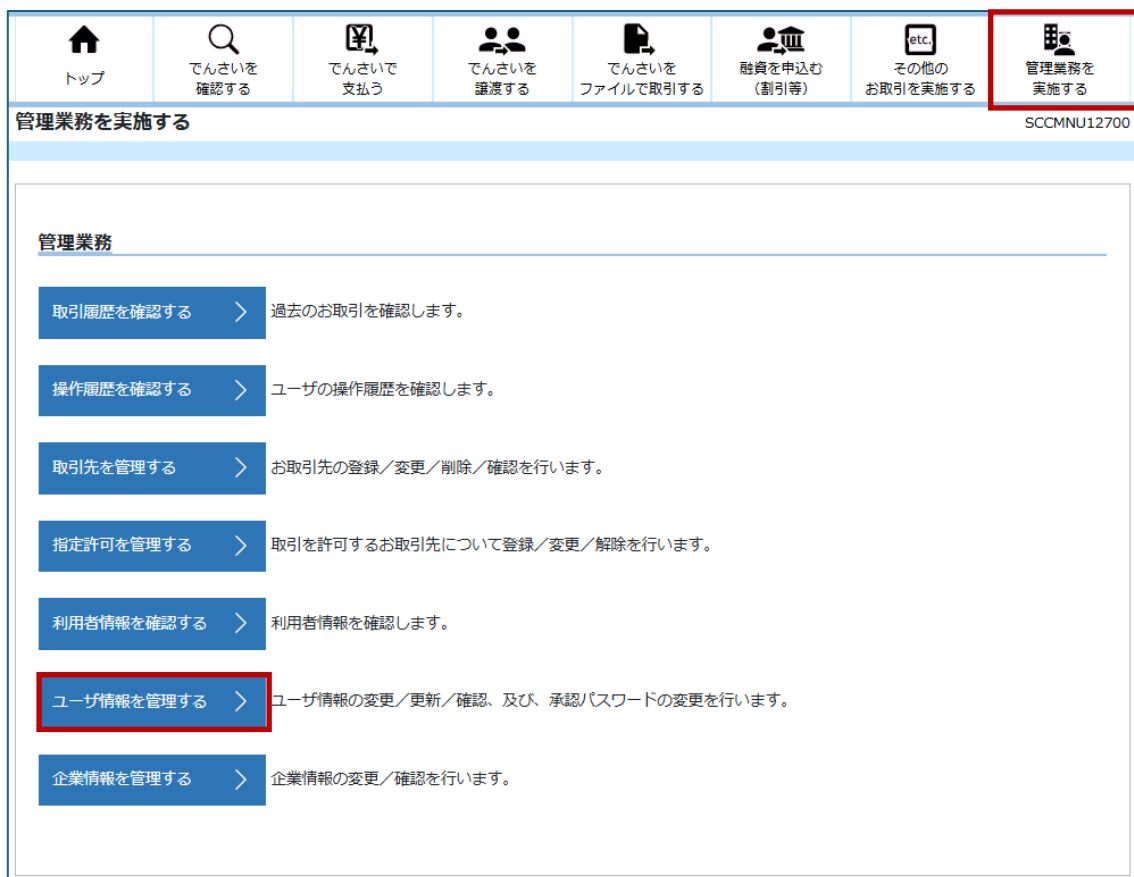 トップ
でんさいを
確認する
でんさいで
支払う
でんさいを
譲渡する
でんさいを
ファイルで取引する
融資を申込む
（割引等）
etc.
その他の
お取引を実施する
管理業務を
実施する
管理業務を実施する
SCCMNU12700
管理業務
取引履歴を確認する 過去のお取引を確認します。
操作履歴を確認する ユーザの操作履歴を確認します。
取引先を管理する お取引先の登録／変更／削除／確認を行います。
指定許可を管理する 取引を許可するお取引先について登録／変更／解除を行います。
利用者情報を確認する 利用者情報を確認します。
ユーザ情報を管理する ユーザ情報の変更／更新／確認、及び、承認パスワードの変更を行います。
企業情報を管理する 企業情報の変更／確認を行います。